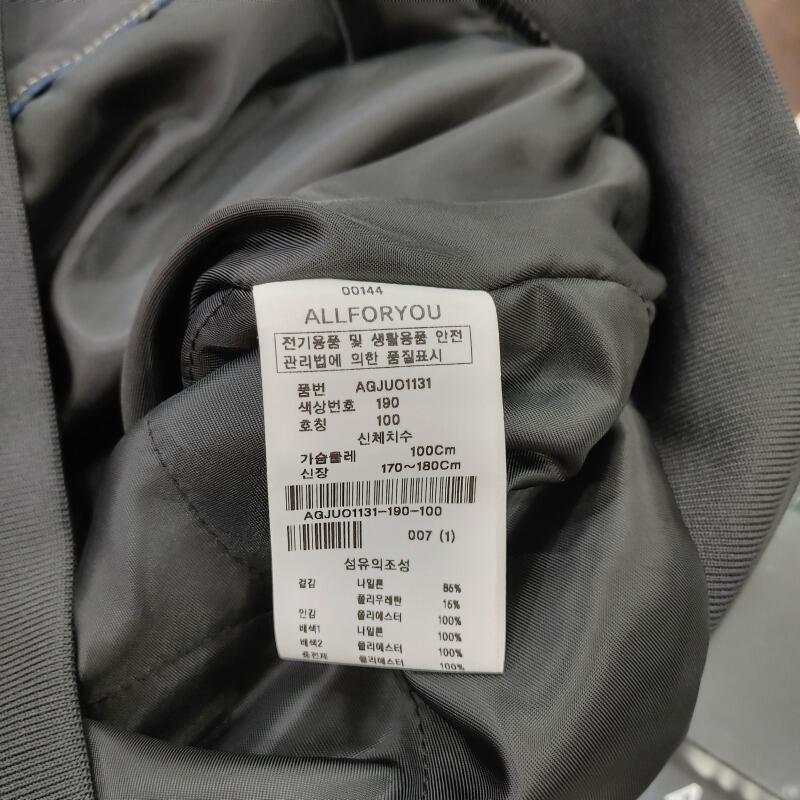 00144
ALLFORYOU
전기용품 및 생활용품 안전
관리법에 의한 품질표시
품번 AGJUO1131
색상번호 190
호칭 100
신체치수
가슴둘레 100Cm
신장 170~180Cm
AGJUO1131-190-100
007 (1)
섬유의조성
겉감 나일론 85%
폴리우레탄 15%
안감 폴리에스터 100%
배색1 나일론 100%
배색2 폴리에스터 100%
충전재 폴리에스터 100%